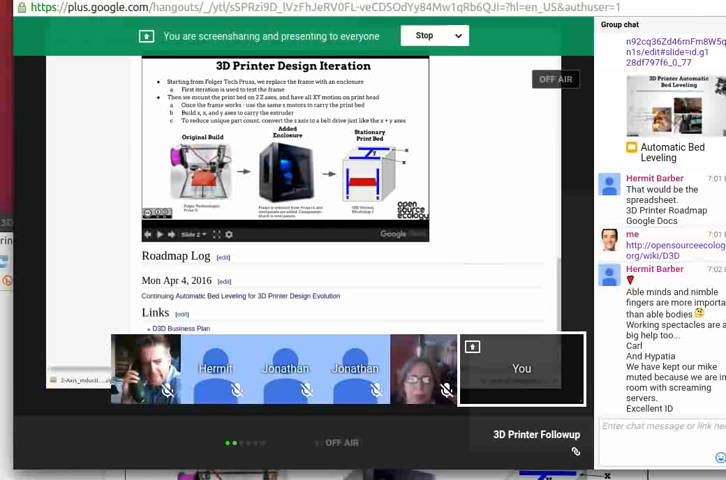 https://plus.google.com/hangouts/_/ytl/sSPRzi9D_lVzFhJeRV0FL-veCDSOdYy84Mw1qRb6QJI=?hl=en_US&authuser=1
You are screensharing and presenting to everyone
Stop
OFF AIR
3D Printer Design Iteration
Starting from Folger Tech Prusa, we replace the frame with an enclosure
a. First iteration is used to test the frame
Then we mount the print bed on 2 Z axes, and have all XY motion on print head
a. Once the frame works - use the same z motors to carry the print bed
b. Build x, x, and y axes to carry the extruder
c. To reduce unique part count, convert the z axis to a belt drive just like the x + y axes
Original Build
Added
Enclosure
Stationary
Print Bed
open
source
ecology
Slide 2
Google
Roadmap Log [edit]
Mon Apr 4, 2016 [edit]
Continuing Automatic Bed Leveling for 3D Printer Design Evolution
Links [edit]
D3D Business Plan
Hermit
Jonathan
Jonathan
You
OFF AIR
3D Printer Followup
Group chat
n92cq36Zd46mFm8W5q
n1s/edit#slide=id.g1
28df797f6_0_77
3D Printer Automatic
Bed Leveling
Automatic Bed
Leveling
Hermit Barber 7:01
That would be the
spreadsheet.
3D Printer Roadmap
Google Docs
me 7:01
http://opensourceecolog
org/wiki/D3D
Hermit Barber 7:02
Able minds and nimble
fingers are more importa
than able bodies
Working spectacles are a
big help too...
Carl
And Hypatia
We have kept our mike
muted because we are in
room with screaming
servers.
Excellent ID
Enter chat message or link her